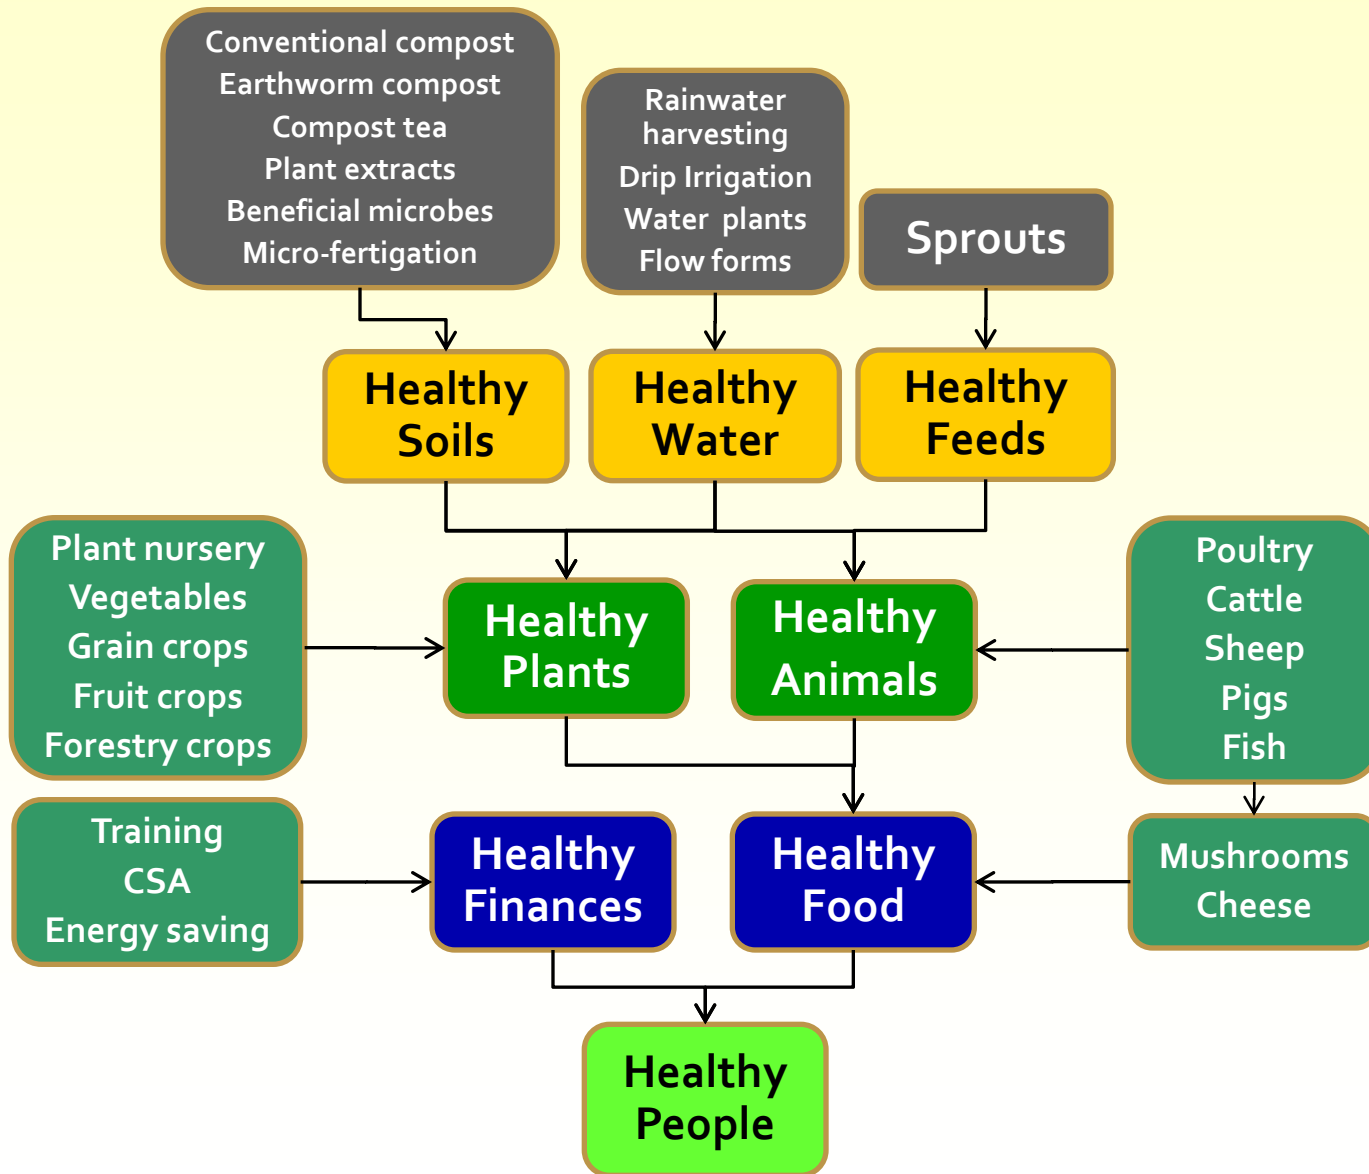 Conventional compost
Earthworm compost
Compost tea
Plant extracts
Beneficial microbes
Micro-fertigation
Rainwater
harvesting
Drip Irrigation
Water plants
Flow forms
Sprouts
Healthy
Soils
Healthy
Water
Healthy
Feeds
Plant nursery
Vegetables
Grain crops
Fruit crops
Forestry crops
Healthy
Plants
Healthy
Animals
Poultry
Cattle
Sheep
Pigs
Fish
Training
CSA
Energy saving
Healthy
Finances
Healthy
Food
Mushrooms
Cheese
Healthy
People